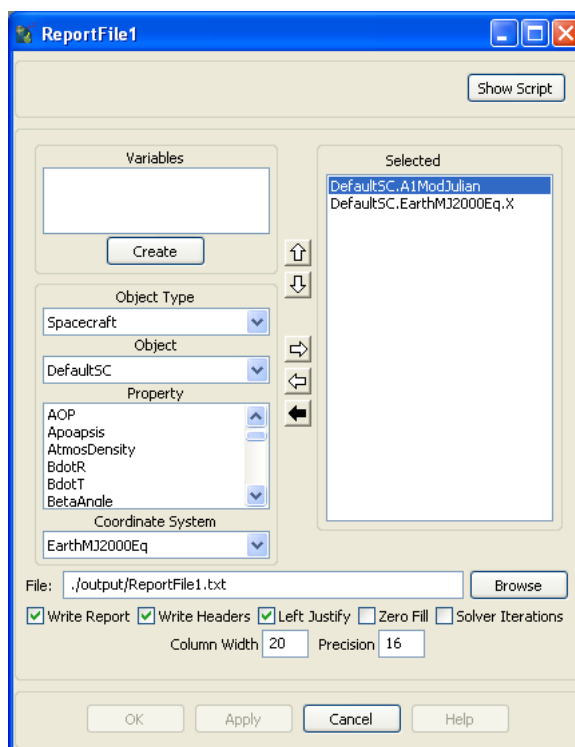 ReportFile1
Show Script
Variables
Create
Object Type
Spacecraft
Object
DefaultSC
Property
AOP
Apoapsis
AtmosDensity
BdotR
BdotT
BetaAngle
Coordinate System
EarthMJ2000Eq
Selected
DefaultSC.A1ModJulian
DefaultSC.EarthMJ2000Eq.X
File: ./output/ReportFile1.txt Browse
Write Report Write Headers Left Justify Zero Fill Solver Iterations
Column Width 20 Precision 16
OK Apply Cancel Help